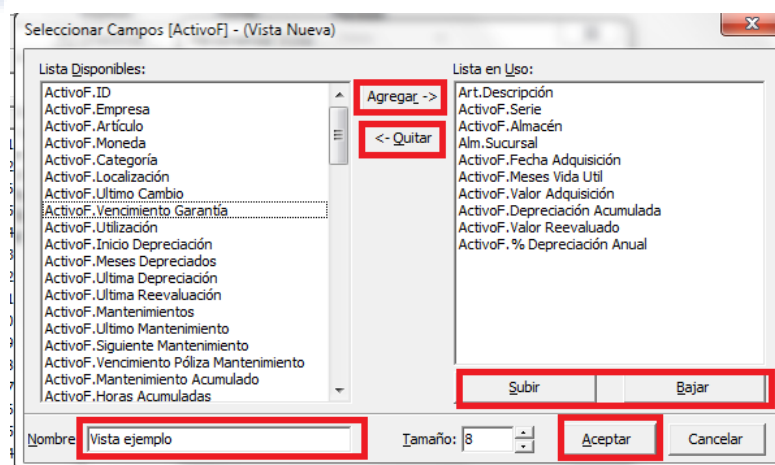 Seleccionar Campos [ActivoF] - (Vista Nueva)
Lista Disponibles:
ActivoF.ID
ActivoF.Empresa
ActivoF.Artículo
ActivoF.Moneda
ActivoF.Categoría
ActivoF.Localización
ActivoF.Ultimo Cambio
ActivoF.Vencimiento Garantía
ActivoF.Utilización
ActivoF.Inicio Depreciación
ActivoF.Meses Depreciados
ActivoF.Ultima Depreciación
ActivoF.Ultima Reevaluación
ActivoF.Mantenimientos
ActivoF.Ultimo Mantenimiento
ActivoF.Siguiente Mantenimiento
ActivoF.Vencimiento Póliza Mantenimiento
ActivoF.Mantenimiento Acumulado
ActivoF.Horas Acumuladas
Agregar ->
<- Quitar
Lista en Uso:
Art.Descripción
ActivoF.Serie
ActivoF.Almacén
Alm.Sucursal
ActivoF.Fecha Adquisición
ActivoF.Meses Vida Util
ActivoF.Valor Adquisición
ActivoF.Depreciación Acumulada
ActivoF.Valor Reevaluado
ActivoF.% Depreciación Anual
Subir Bajar
Nombre Vista ejemplo Tamaño: 8 Aceptar Cancelar